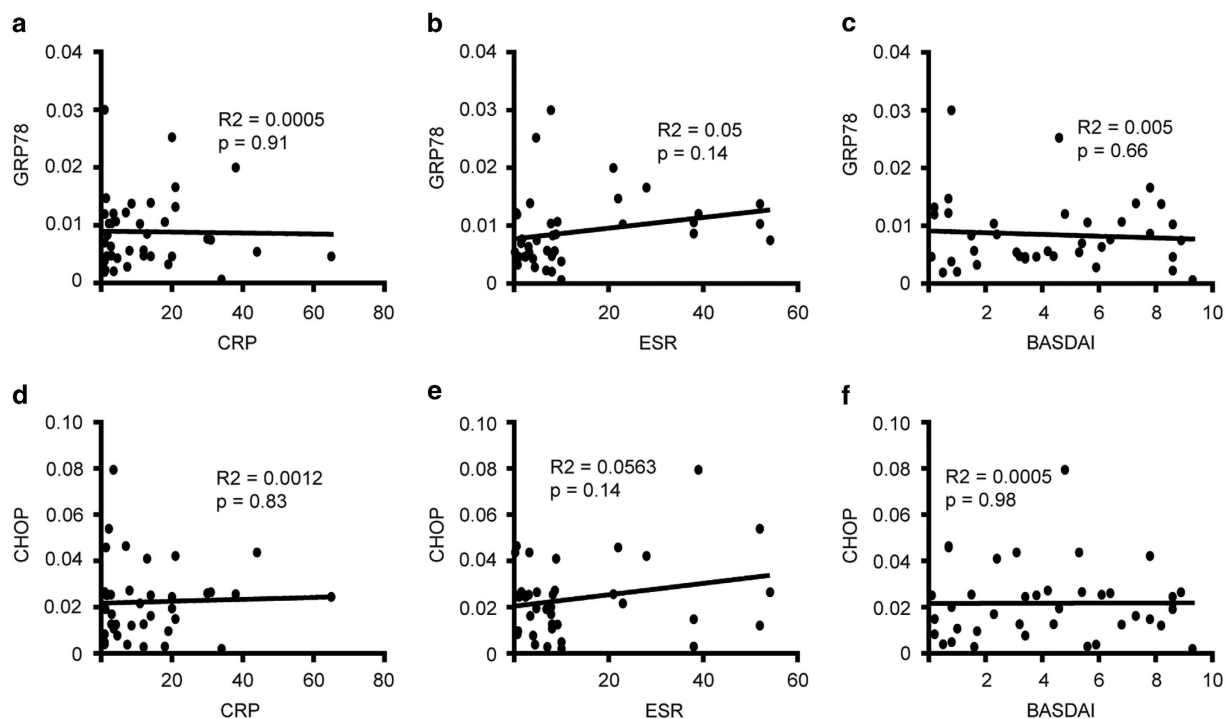 a
0.04
0.03
0.02
0.01
0
GRP78
R2 = 0.0005
p = 0.91
20
40
60
80
CRP
b
0.04
0.03
0.02
0.01
0
GRP78
R2 = 0.05
p = 0.14
20
40
60
ESR
c
0.04
0.03
0.02
0.01
0
GRP78
R2 = 0.005
p = 0.66
2
4
6
8
10
BASDAI
d
0.10
0.08
0.06
0.04
0.02
0
CHOP
R2 = 0.0012
p = 0.83
20
40
60
80
CRP
e
0.10
0.08
0.06
0.04
0.02
0
CHOP
R2 = 0.0563
p = 0.14
20
40
60
ESR
f
0.10
0.08
0.06
0.04
0.02
0
CHOP
R2 = 0.0005
p = 0.98
2
4
6
8
10
BASDAI